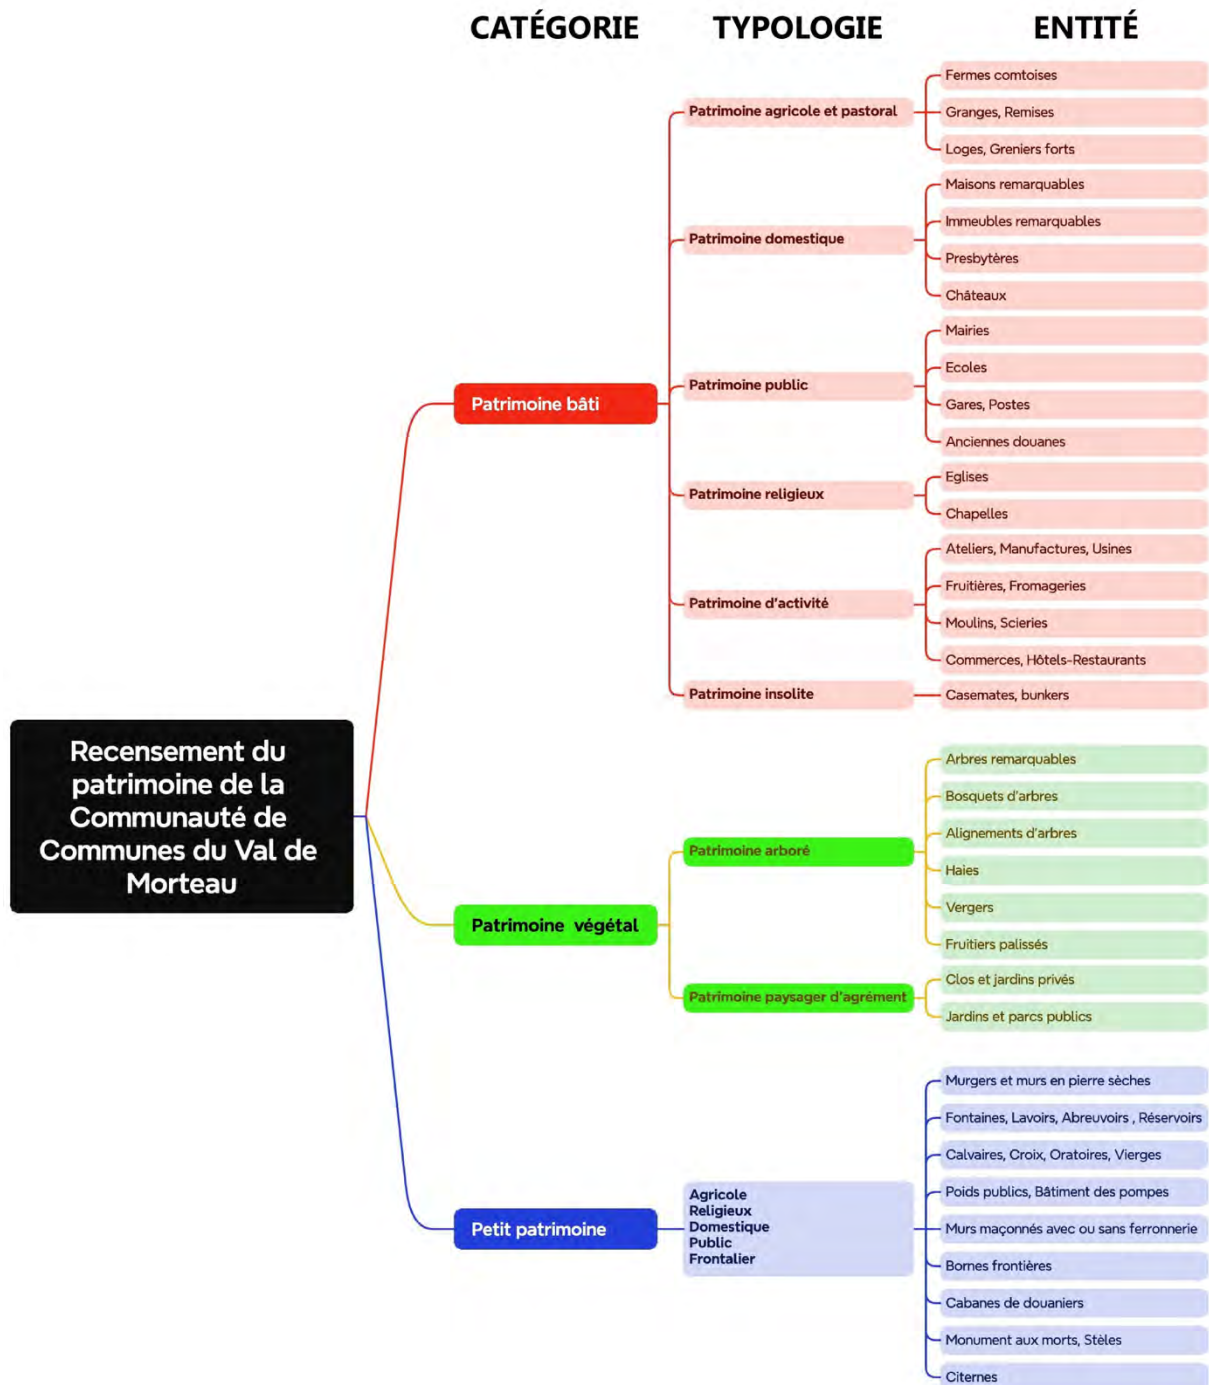 CATÉGORIE
TYPOLOGIE
ENTITÉ
Recensement du
patrimoine de la
Communauté de
Communes du Val de
Morteau
Patrimoine bâti
Patrimoine agricole et pastoral
Fermes comtoises
Granges, Remises
Loges, Greniers forts
Patrimoine domestique
Maisons remarquables
Immeubles remarquables
Presbytères
Châteaux
Patrimoine public
Mairies
Ecoles
Gares, Postes
Anciennes douanes
Patrimoine religieux
Eglises
Chapelles
Patrimoine d'activité
Ateliers, Manufactures, Usines
Fruitières, Fromageries
Moulins, Scieries
Commerces, Hôtels-Restaurants
Patrimoine insolite
Casemates, bunkers
Patrimoine végétal
Patrimoine arboré
Arbres remarquables
Bosquets d'arbres
Alignements d'arbres
Haies
Vergers
Fruitiers palissés
Patrimoine paysager d'agrément
Clos et jardins privés
Jardins et parcs publics
Petit patrimoine
Agricole
Religieux
Domestique
Public
Frontalier
Murgers et murs en pierre sèches
Fontaines, Lavoirs, Abreuvoirs , Réservoirs
Calvaires, Croix, Oratoires, Vierges
Poids publics, Bâtiment des pompes
Murs maçonnés avec ou sans ferronnerie
Bornes frontières
Cabanes de douaniers
Monument aux morts, Stèles
Citernes